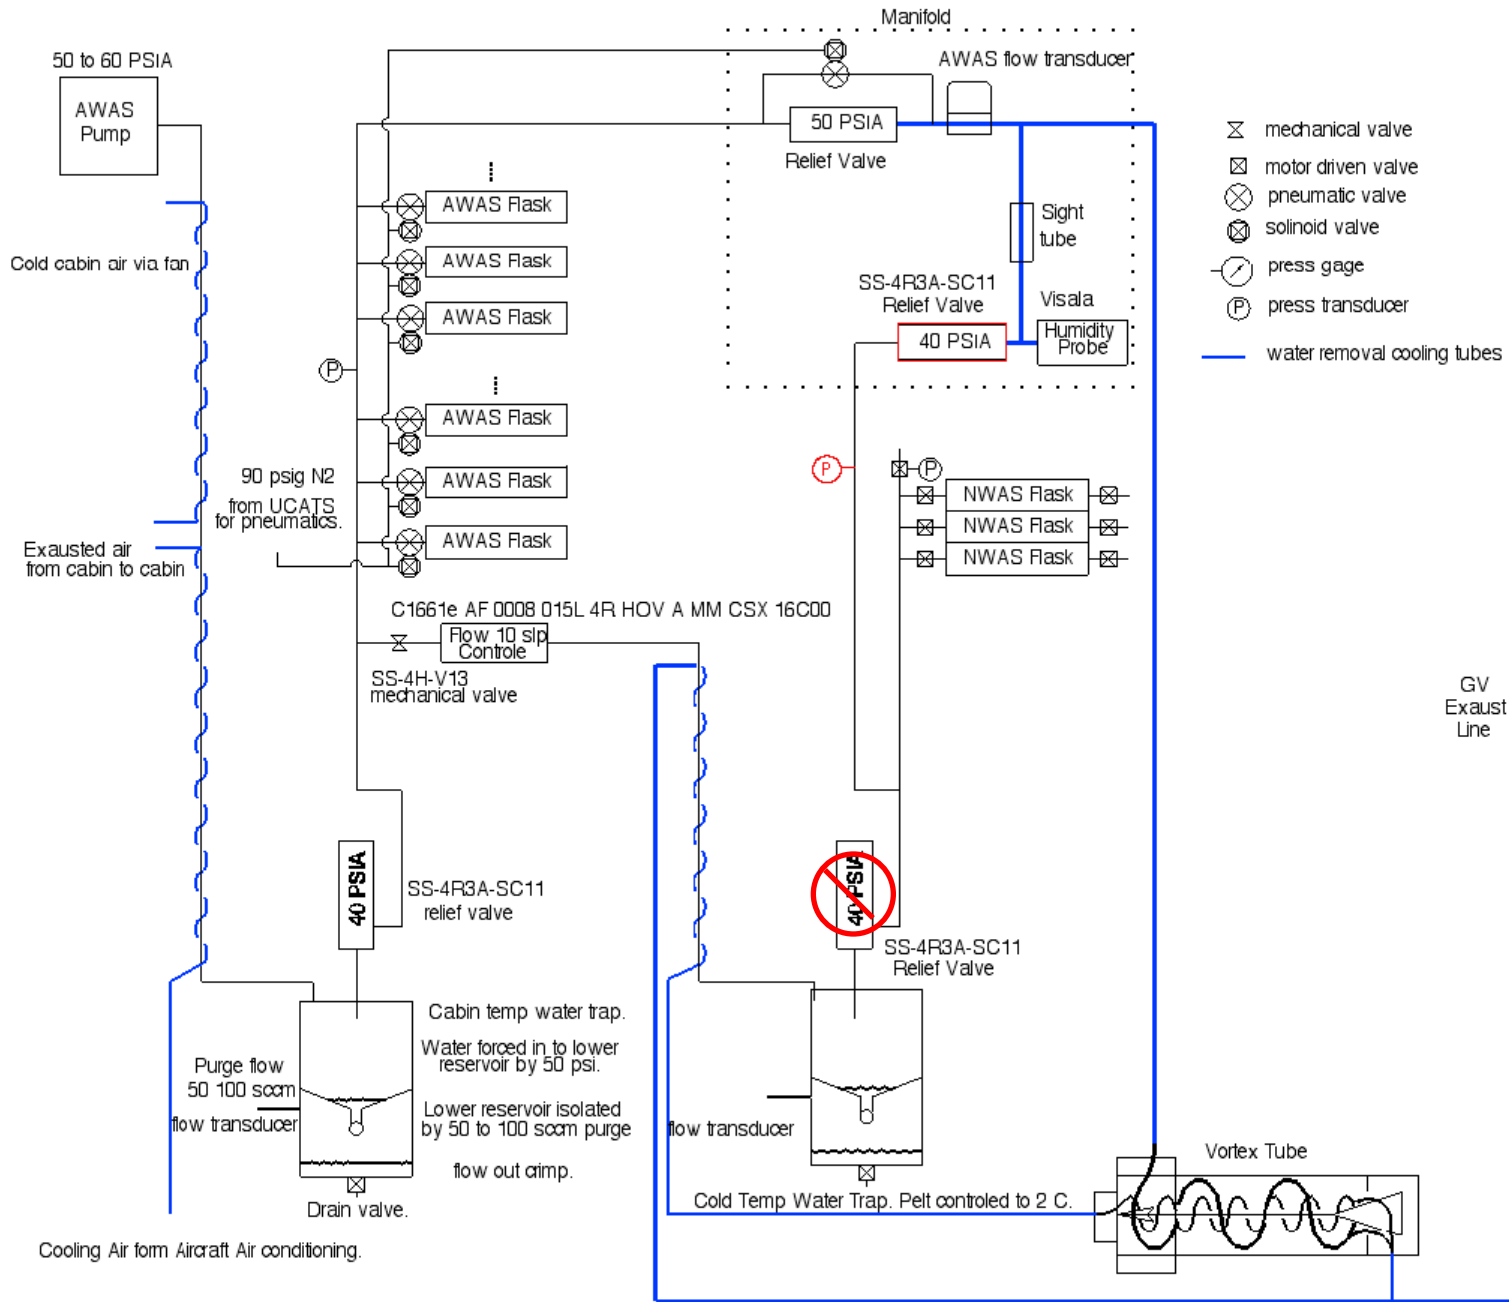 Manifold
50 to 60 PSIA
AWAS
Pump
AWAS flow transducer
50 PSIA
Relief Valve
mechanical valve
motor driven valve
pneumatic valve
solinoid valve
press gage
P press transducer
water removal cooling tubes
AWAS Flask
AWAS Flask
AWAS Flask
Sight
tube
Cold cabin air via fan
SS-4R3A-SC11
Relief Valve
Visala
40 PSIA
Humidity
Probe
P
AWAS Flask
AWAS Flask
AWAS Flask
90 psig N2
from UCATS
for pneumatics.
P
P
NWAS Flask
NWAS Flask
NWAS Flask
Exausted air
from cabin to cabin
C1661e AF 0008 015L 4R HOV A MM CSX 16C00
Flow 10 slp
Controle
SS-4H-V13
mechanical valve
GV
Exaust
Line
40 PSIA
SS-4R3A-SC11
relief valve
40 PSIA
SS-4R3A-SC11
Relief Valve
Cabin temp water trap.
Water forced in to lower
reservoir by 50 psi.
Purge flow
50 100 sccm
flow transducer
Lower reservoir isolated
by 50 to 100 sccm purge
flow out crimp.
flow transducer
Drain valve.
Cold Temp Water Trap. Pelt controled to 2 C.
Vortex Tube
Cooling Air form Aircraft Air conditioning.